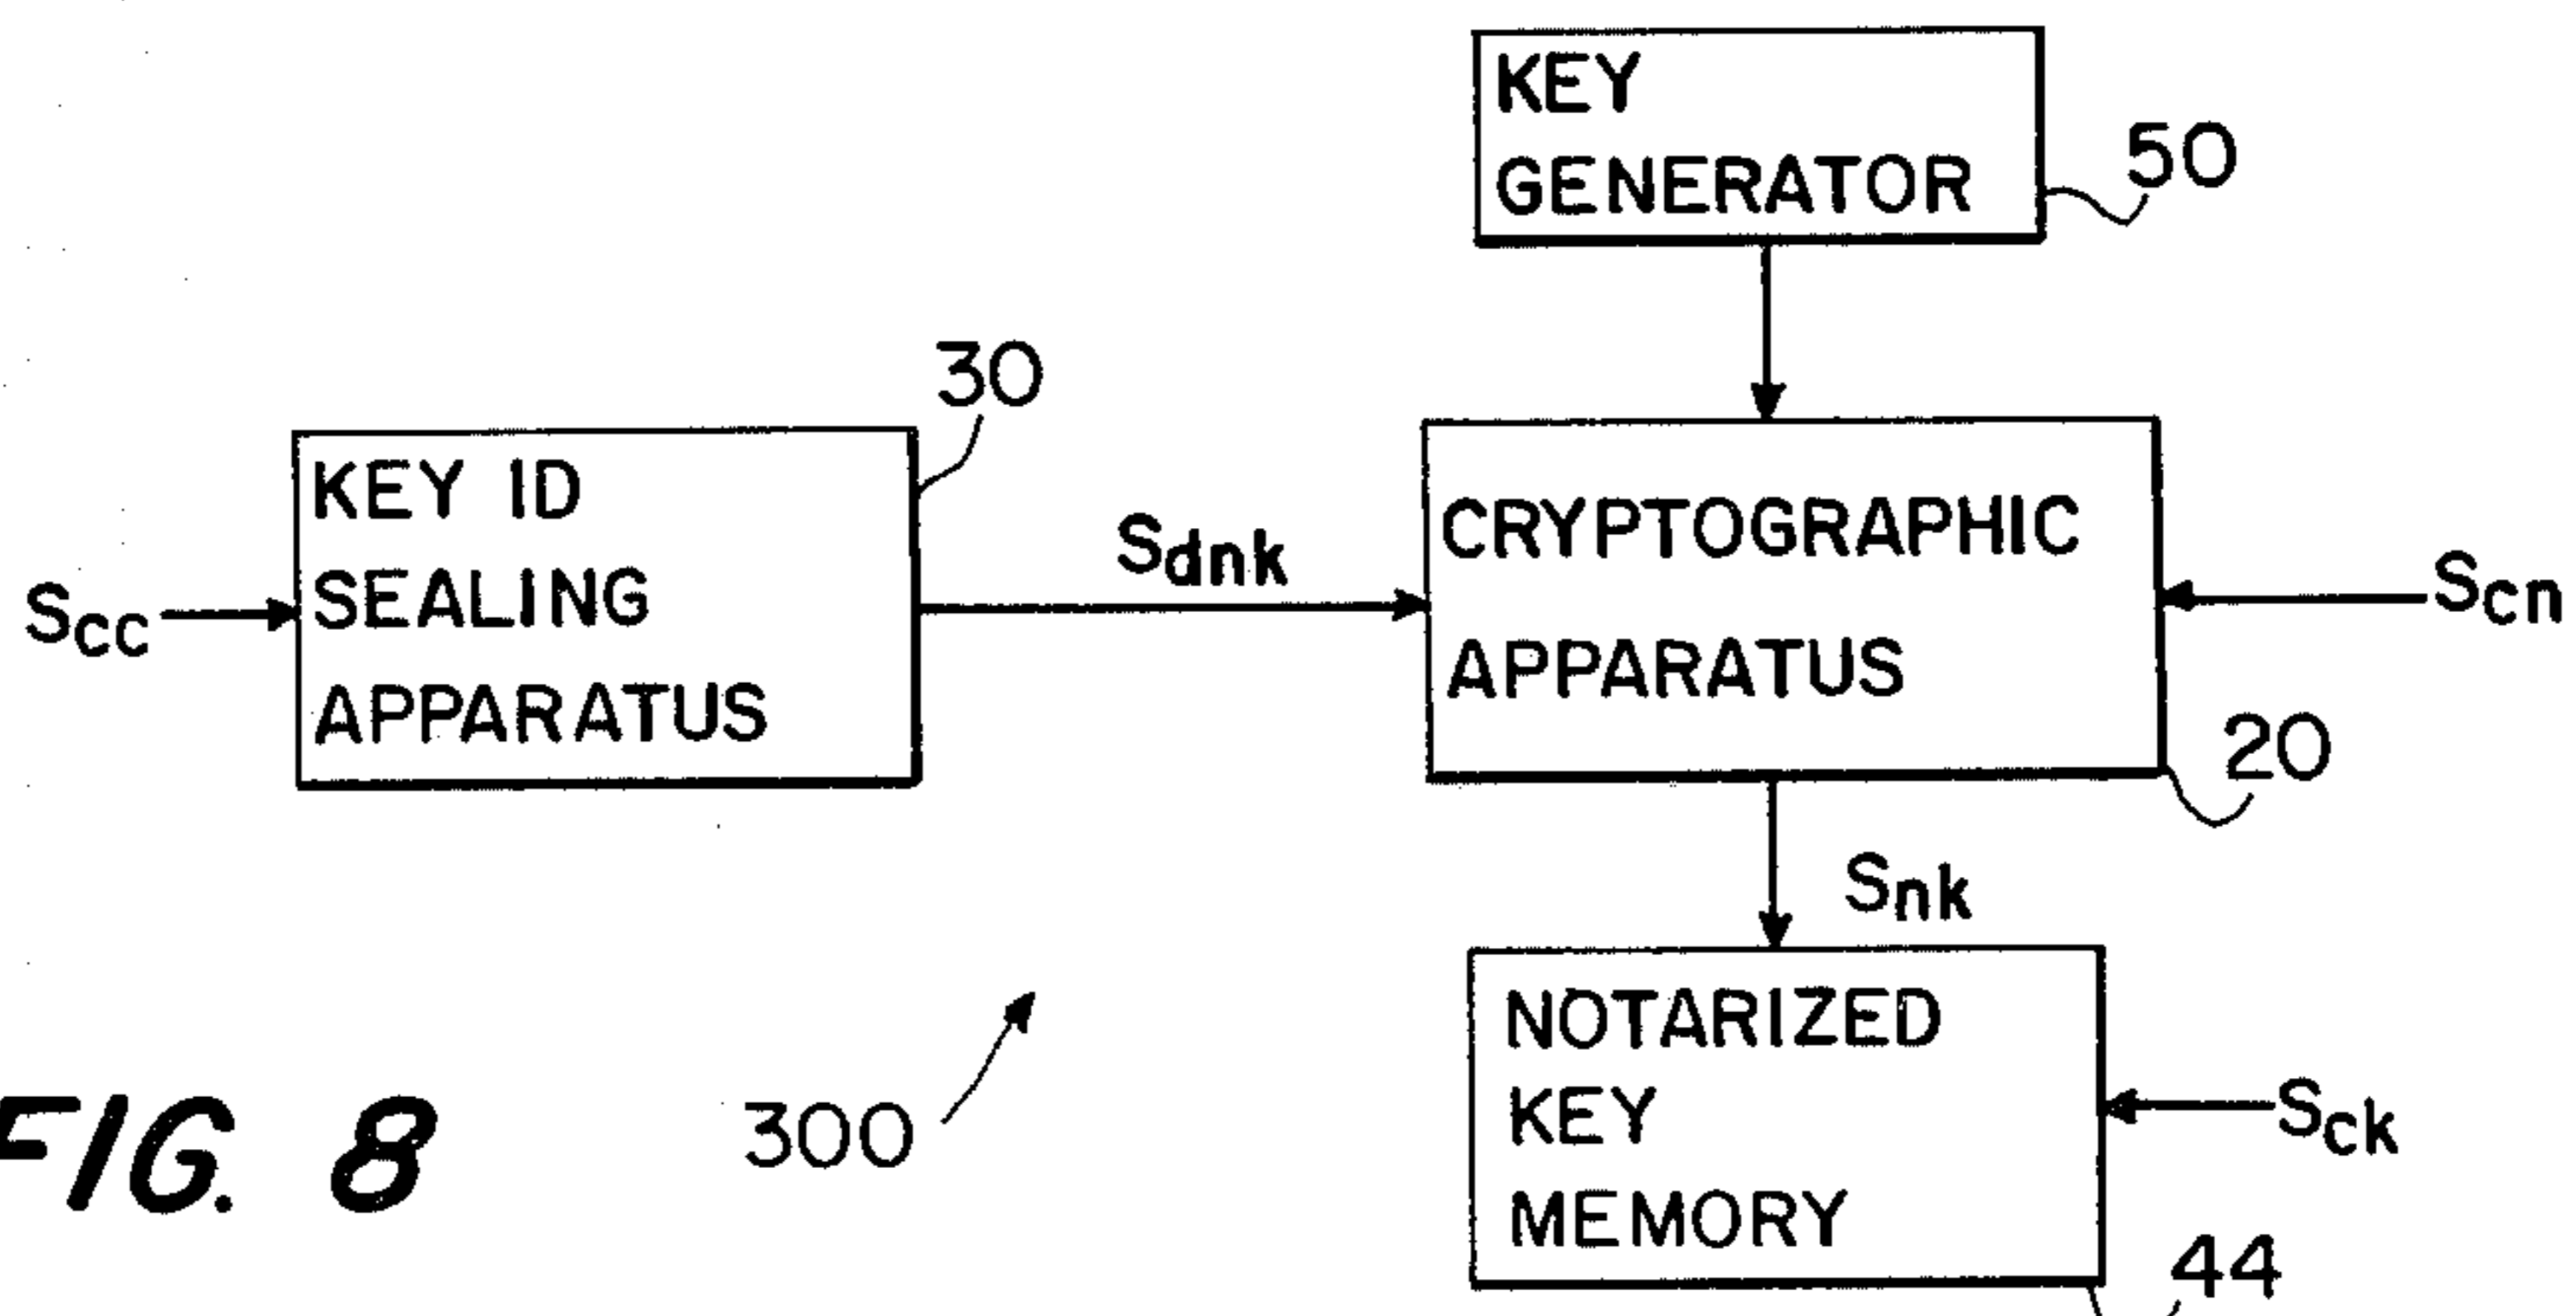 KEY
GENERATOR
50
30
KEY ID
SEALING
APPARATUS
Scc
Sdnk
CRYPTOGRAPHIC
APPARATUS
Scn
20
Snk
NOTARIZED
KEY
MEMORY
Sck
44
300
FIG. 8